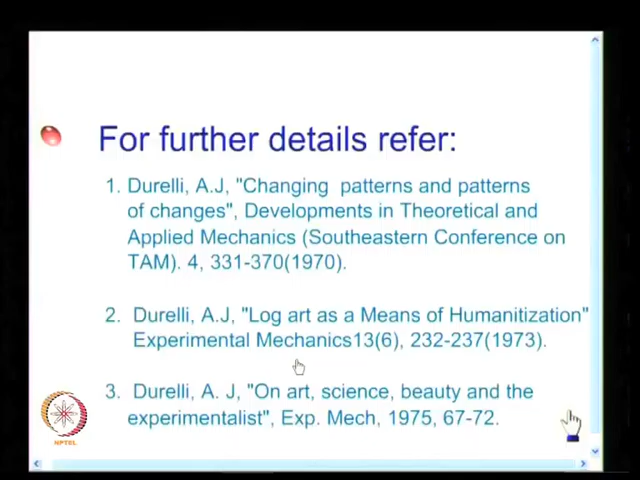 For further details refer:
1. Durelli, A.J, "Changing patterns and patterns
of changes", Developments in Theoretical and
Applied Mechanics (Southeastern Conference on
TAM). 4, 331-370(1970).
2. Durelli, A.J, "Log art as a Means of Humanitization"
Experimental Mechanics13(6), 232-237(1973).
3. Durelli, A. J, "On art, science, beauty and the
experimentalist", Exp. Mech, 1975, 67-72.
NPTEL